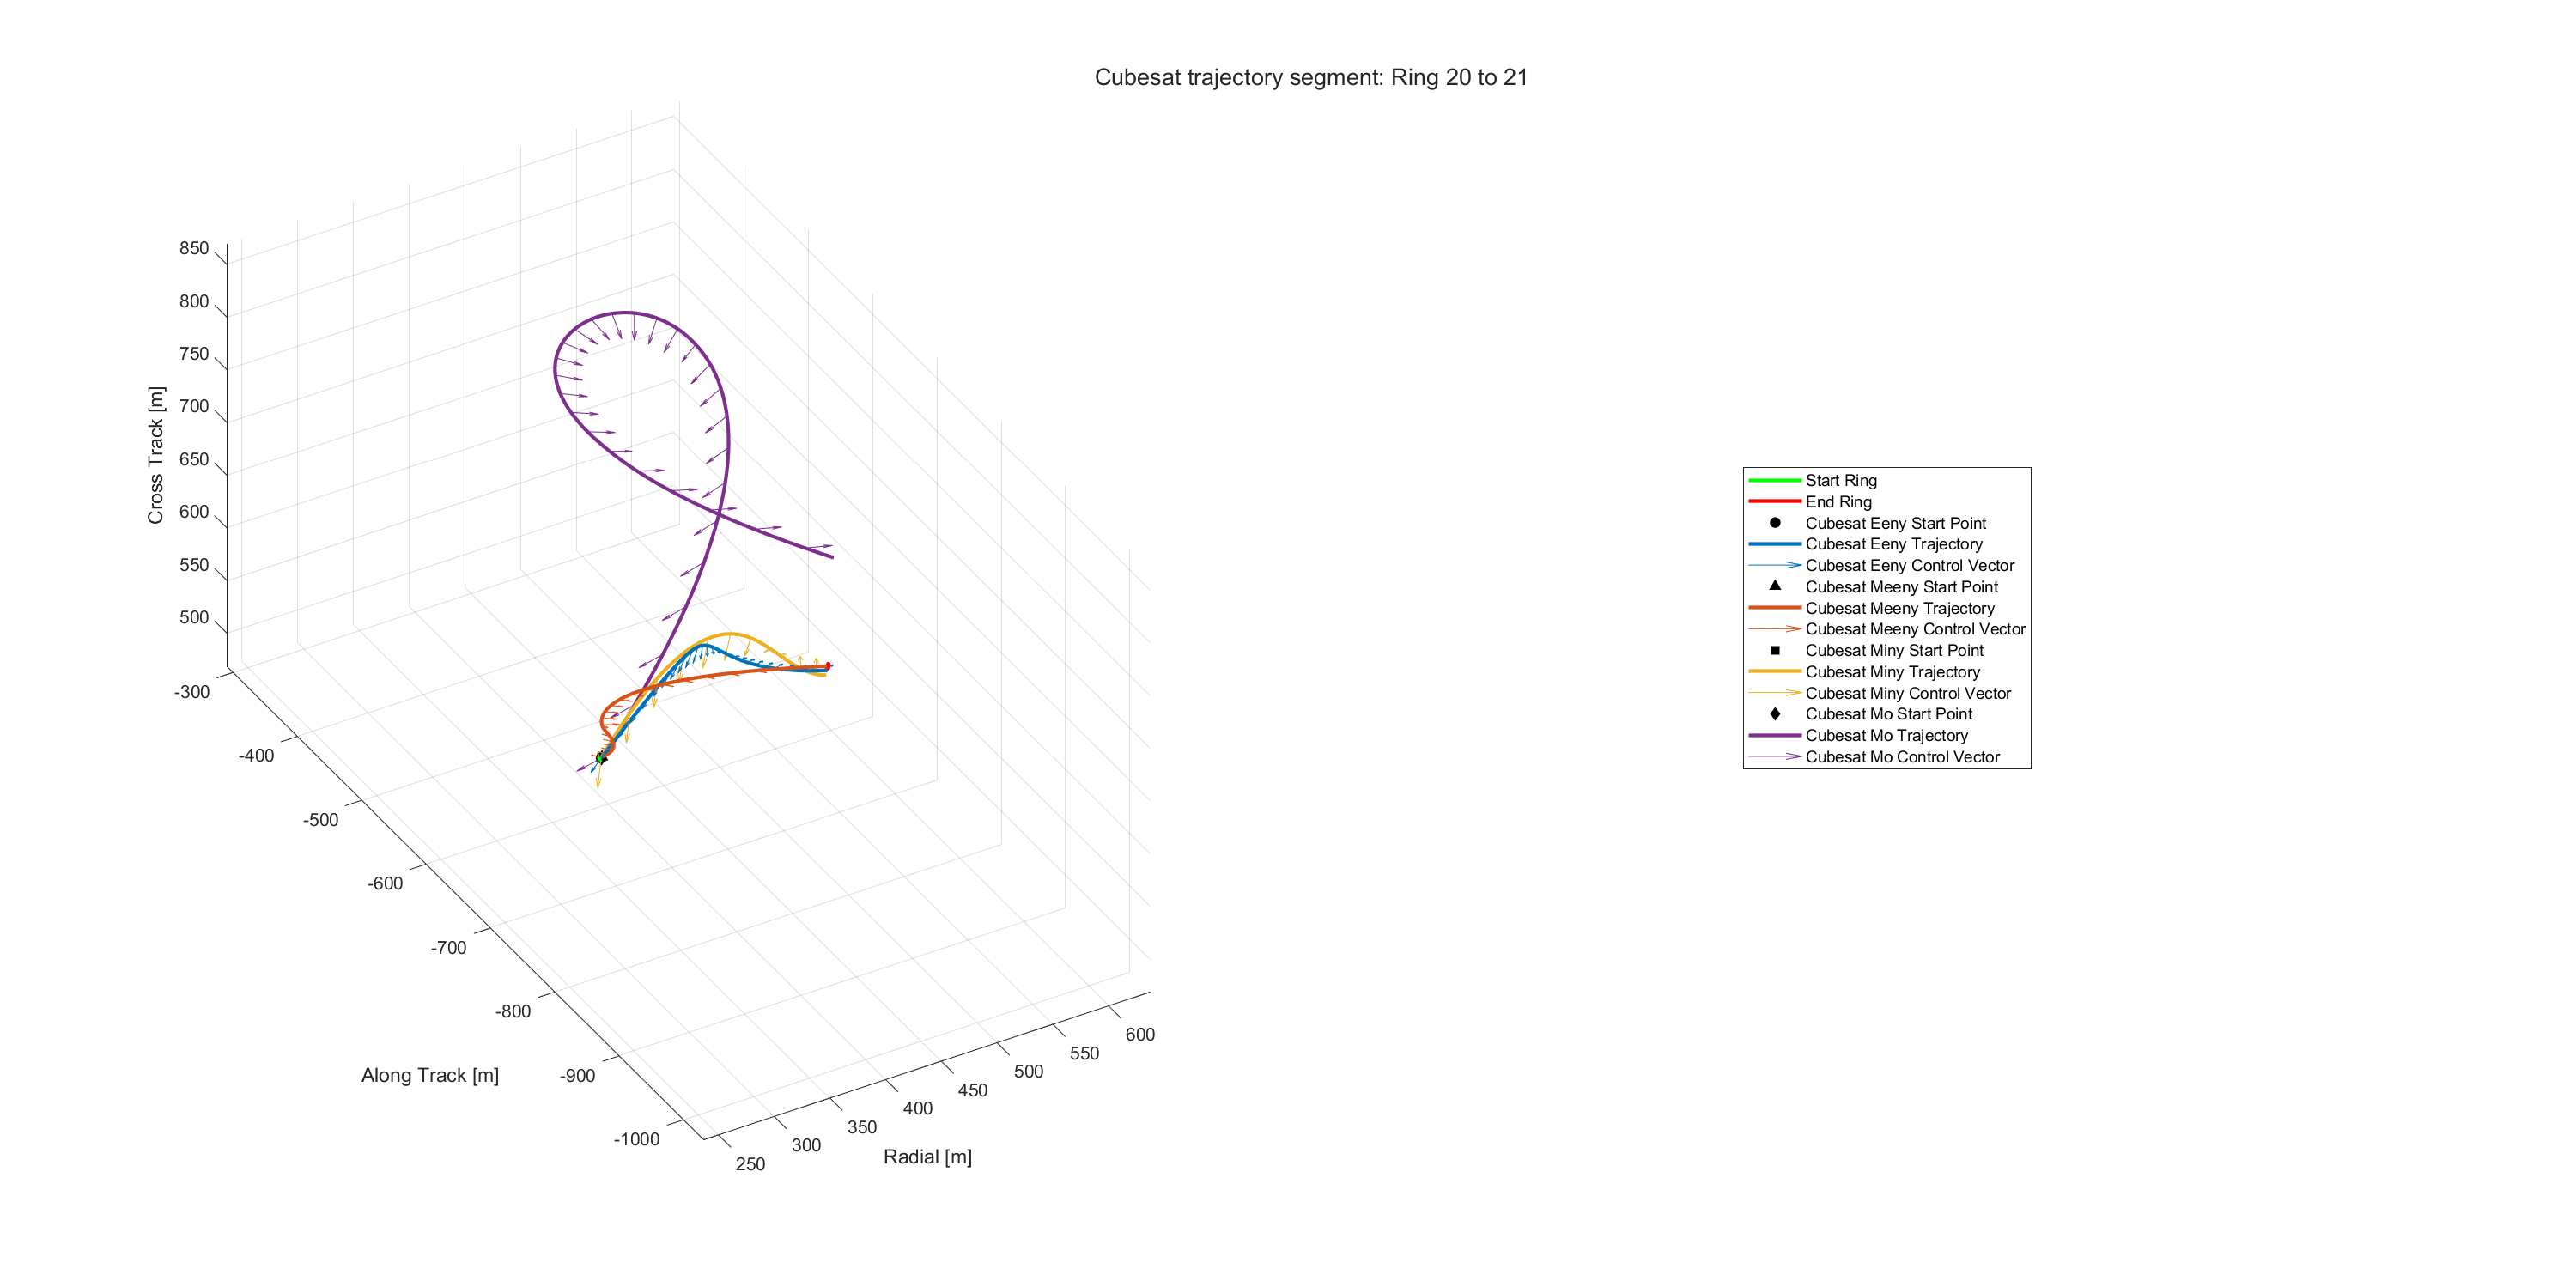 Cubesat trajectory segment: Ring 20 to 21
850
800
750
700
650
600
550
500
Cross Track [m]
-300
-400
-500
-600
-700
-800
-900
-1000
Along Track [m]
250
300
350
400
450
500
550
600
Radial [m]
Start Ring
End Ring
Cubesat Eeny Start Point
Cubesat Eeny Trajectory
Cubesat Eeny Control Vector
Cubesat Meeny Start Point
Cubesat Meeny Trajectory
Cubesat Meeny Control Vector
Cubesat Miny Start Point
Cubesat Miny Trajectory
Cubesat Miny Control Vector
Cubesat Mo Start Point
Cubesat Mo Trajectory
Cubesat Mo Control Vector